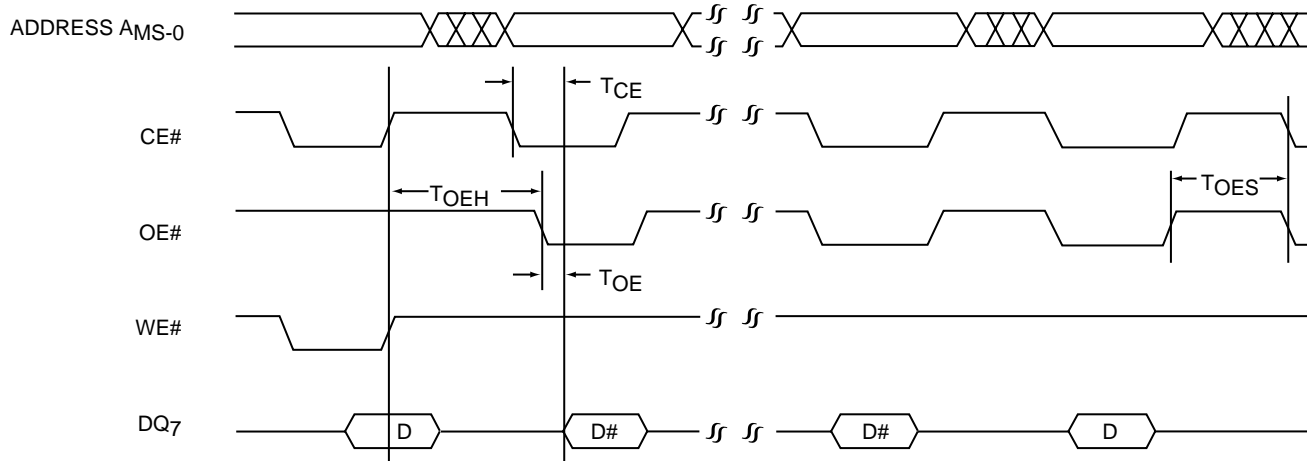 ADDRESS AMS-0
TCE
CE#
TOEH
TOES
OE#
TOE
WE#
DQ7
D
D#
D#
D